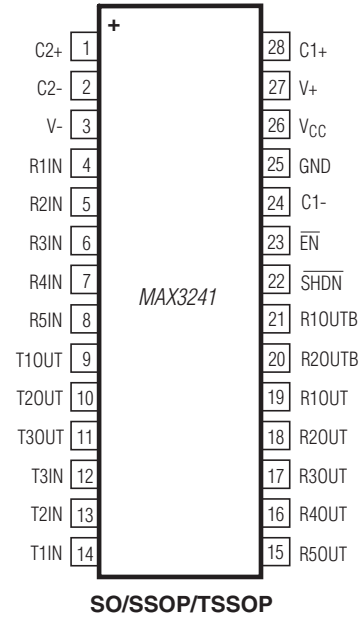 +
C2+ 1
C2- 2
V- 3
R1IN 4
R2IN 5
R3IN 6
R4IN 7
R5IN 8
T1OUT 9
T2OUT 10
T3OUT 11
T3IN 12
T2IN 13
T1IN 14
MAX3241
28 C1+
27 V+
26 VCC
25 GND
24 C1-
23 EN
22 SHDN
21 R1OUTB
20 R2OUTB
19 R1OUT
18 R2OUT
17 R3OUT
16 R4OUT
15 R5OUT
SO/SSOP/TSSOP